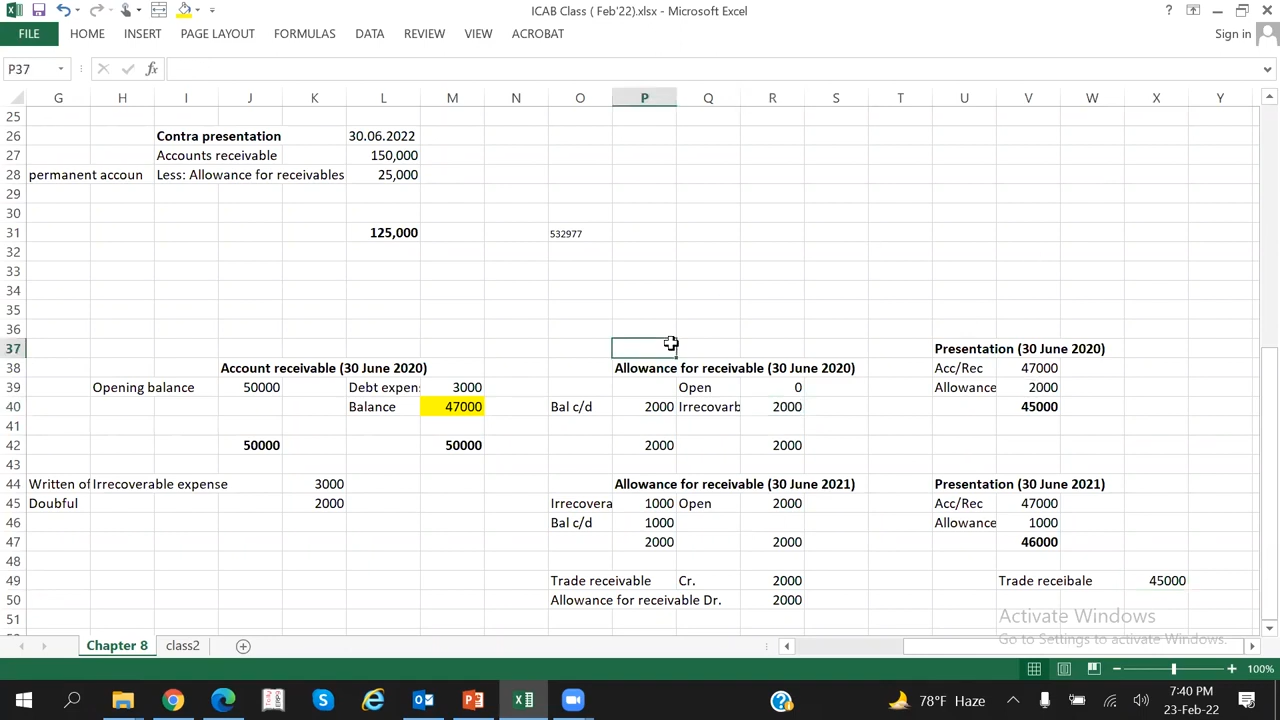 ICAB Class ( Feb'22).xlsx - Microsoft Excel
FILE HOME INSERT PAGE LAYOUT FORMULAS DATA REVIEW VIEW ACROBAT Sign in
P37 fx
G H I J K L M N O P Q R S T U V W X Y
25
26 Contra presentation 30.06.2022
27 Accounts receivable 150,000
28 permanent accoun Less: Allowance for receivables 25,000
29
30
31 125,000 532977
32
33
34
35
36
37 Presentation (30 June 2020)
38 Account receivable (30 June 2020) Allowance for receivable (30 June 2020) Acc/Rec 47000
39 Opening balance 50000 Debt expen 3000 Open 0 Allowance 2000
40 Balance 47000 Bal c/d 2000 Irrecovarb 2000 45000
41
42 50000 50000 2000 2000
43
44 Written of Irrecoverable expense 3000 Allowance for receivable (30 June 2021) Presentation (30 June 2021)
45 Doubful 2000 Irrecovera 1000 Open 2000 Acc/Rec 47000
46 Bal c/d 1000 Allowance 1000
47 2000 2000 46000
48
49 Trade receivable Cr. 2000 Trade receibale 45000
50 Allowance for receivable Dr. 2000
51
Activate Windows
Go to Settings to activate Windows.
Chapter 8 class2
100%
78°F Haze 7:40 PM
23-Feb-22